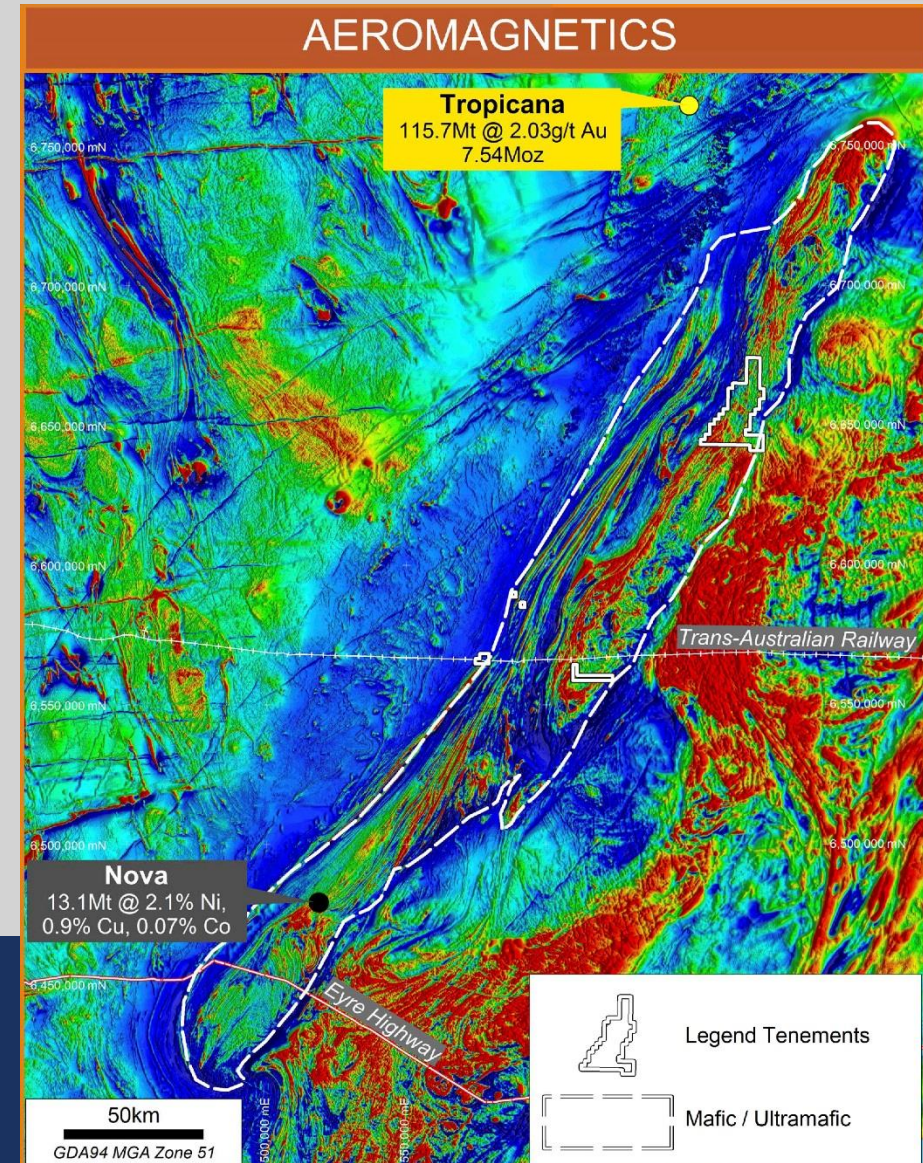 AEROMAGNETICS
Tropicana
115.7Mt @ 2.03g/t Au
7.54Moz
6,750,000 mN
6,750,000 mN
6,700,000 mN
6,700,000 mN
6,650,000 mN
6,650,000 mN
6,600,000 mN
6,600,000 mN
Trans-Australian Railway
6,550,000 mN
6,550,000 mN
6,500,000 mN
6,500,000 mN
Nova
13.1Mt @ 2.1% Ni,
0.9% Cu, 0.07% Co
6,450,000 mN
Eyre Highway
Legend Tenements
Mafic / Ultramafic
50km
GDA94 MGA Zone 51
500,000 mE
550,000 mE